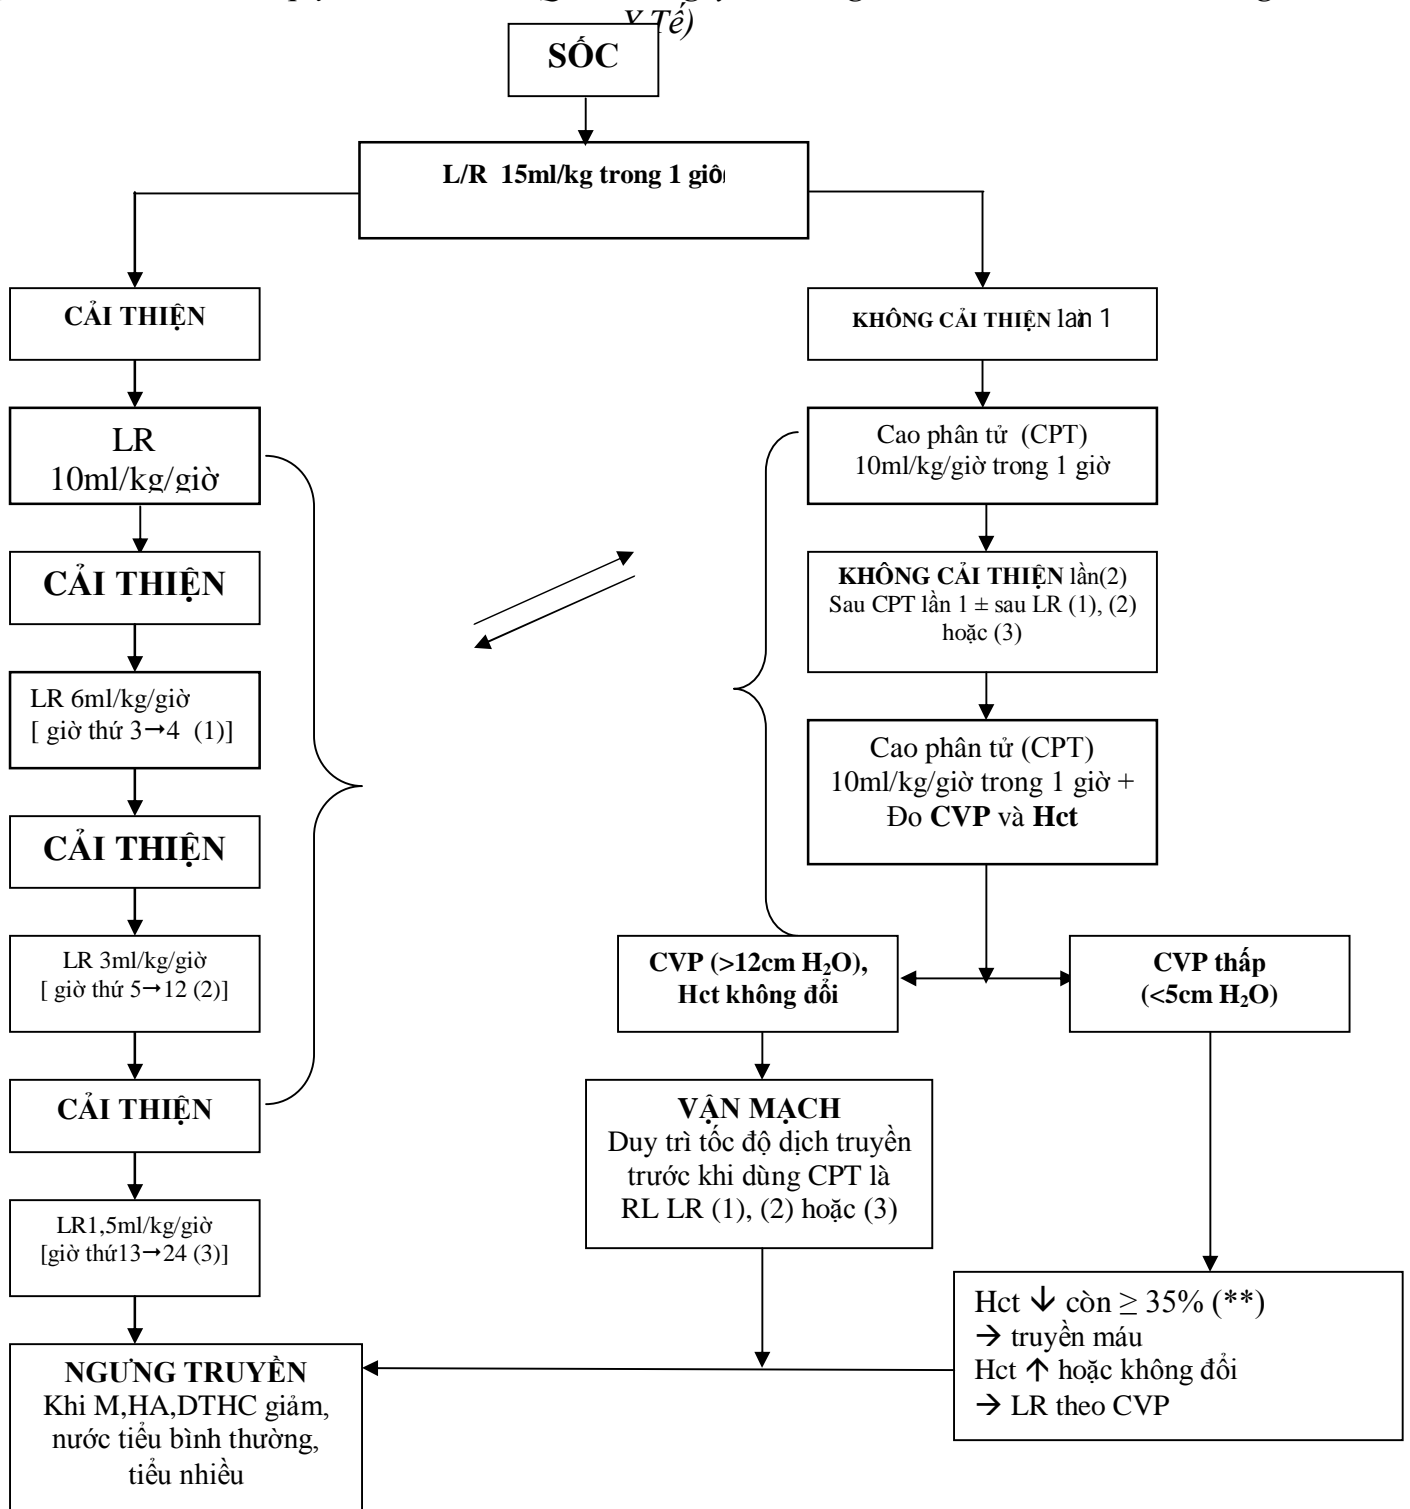 Y Tế)
SỐC
L/R 15ml/kg trong 1 giờ
CẢI THIỆN
KHÔNG CẢI THIỆN lần 1
LR
10ml/kg/giờ
Cao phân tử (CPT)
10ml/kg/giờ trong 1 giờ
CẢI THIỆN
KHÔNG CẢI THIỆN lần(2)
Sau CPT lần 1 ± sau LR (1), (2)
hoặc (3)
LR 6ml/kg/giờ
[ giờ thứ 3→4 (1)]
Cao phân tử (CPT)
10ml/kg/giờ trong 1 giờ +
Đo CVP và Hct
CẢI THIỆN
LR 3ml/kg/giờ
[ giờ thứ 5→12 (2)]
CVP (>12cm H₂O),
Hct không đổi
CVP thấp
(<5cm H₂O)
CẢI THIỆN
VẬN MẠCH
Duy trì tốc độ dịch truyền
trước khi dùng CPT là
RL LR (1), (2) hoặc (3)
LR1,5ml/kg/giờ
[giờ thứ13→24 (3)]
Hct ↓ còn ≥ 35% (**)
→ truyền máu
Hct ↑ hoặc không đổi
→ LR theo CVP
NGƯNG TRUYỀN
Khi M,HA,DTHC giảm,
nước tiểu bình thường,
tiểu nhiều